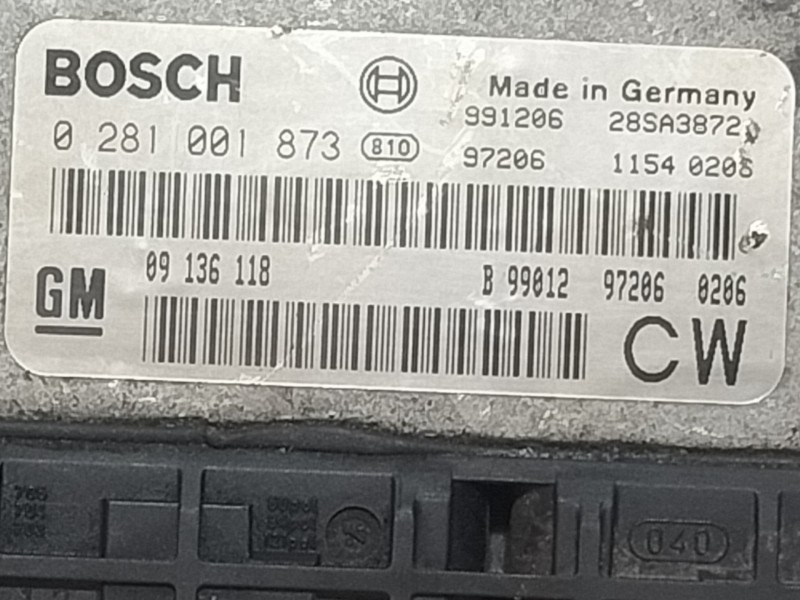 BOSCH
Made in Germany
991206 28SA3872
0 281 001 873 810 97206 1154 0208
09 136 118 B 99012 97206 0206
GM
CW
040